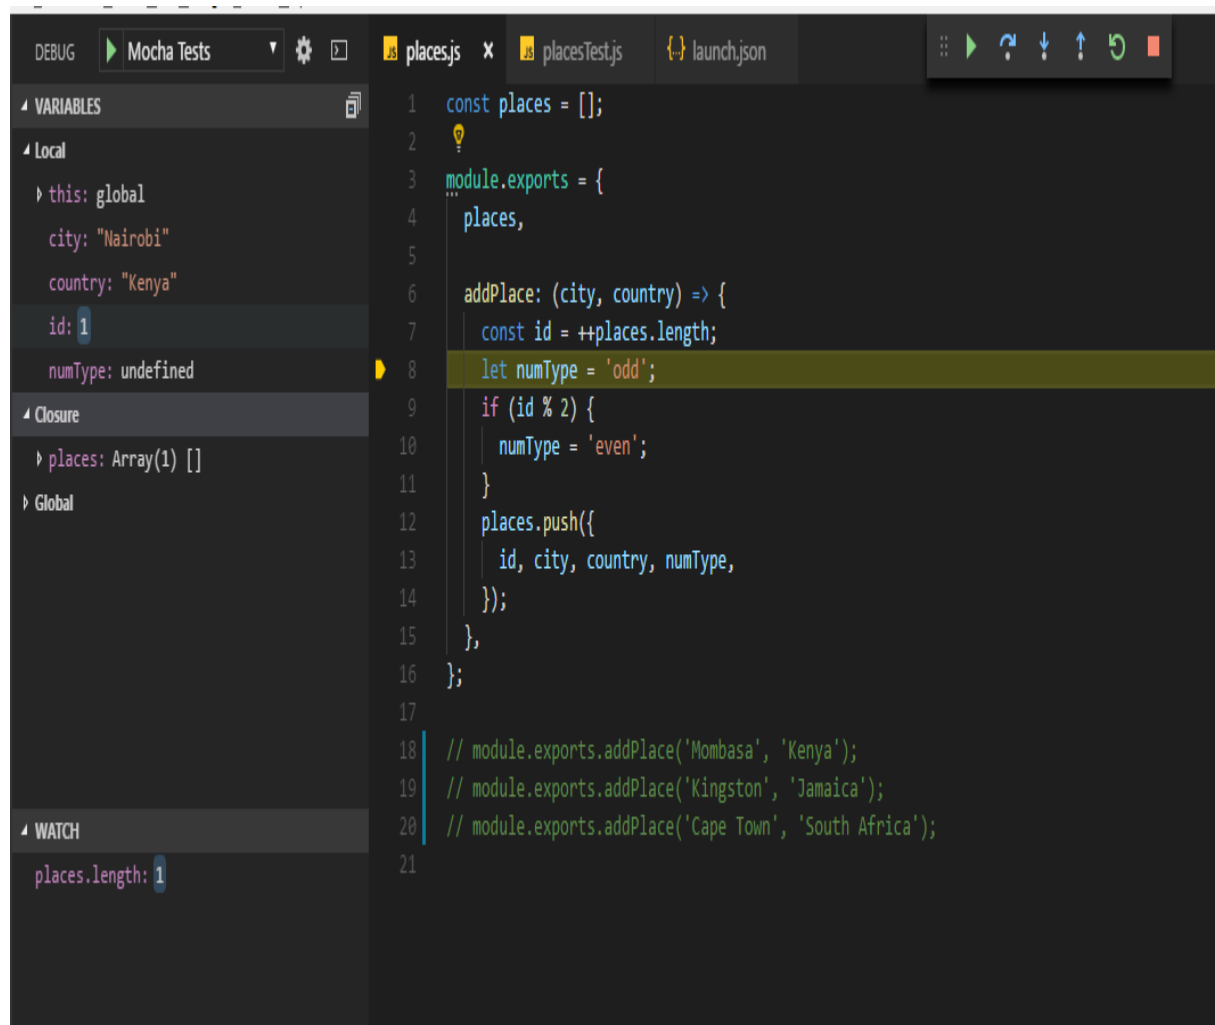 DEBUG Mocha Tests
places.js placesTest.js {..} launch.json
VARIABLES
Local
this: global
city: "Nairobi"
country: "Kenya"
id: 1
numType: undefined
Closure
places: Array(1) []
Global
WATCH
places.length: 1
1 const places = [];
2
3 module.exports = {
4 places,
5
6 addPlace: (city, country) => {
7 const id = ++places.length;
8 let numType = 'odd';
9 if (id % 2) {
10 numType = 'even';
11 }
12 places.push({
13 id, city, country, numType,
14 });
15 },
16 };
17
18 // module.exports.addPlace('Mombasa', 'Kenya');
19 // module.exports.addPlace('Kingston', 'Jamaica');
20 // module.exports.addPlace('Cape Town', 'South Africa');
21